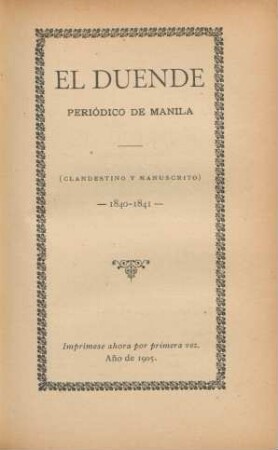 EL DUENDE
PERIÓDICO DE MANILA
(CLANDESTINO Y MANUSCRITO)
— 1840-1841 —
Imprímese ahora por primera vez.
Año de 1905.